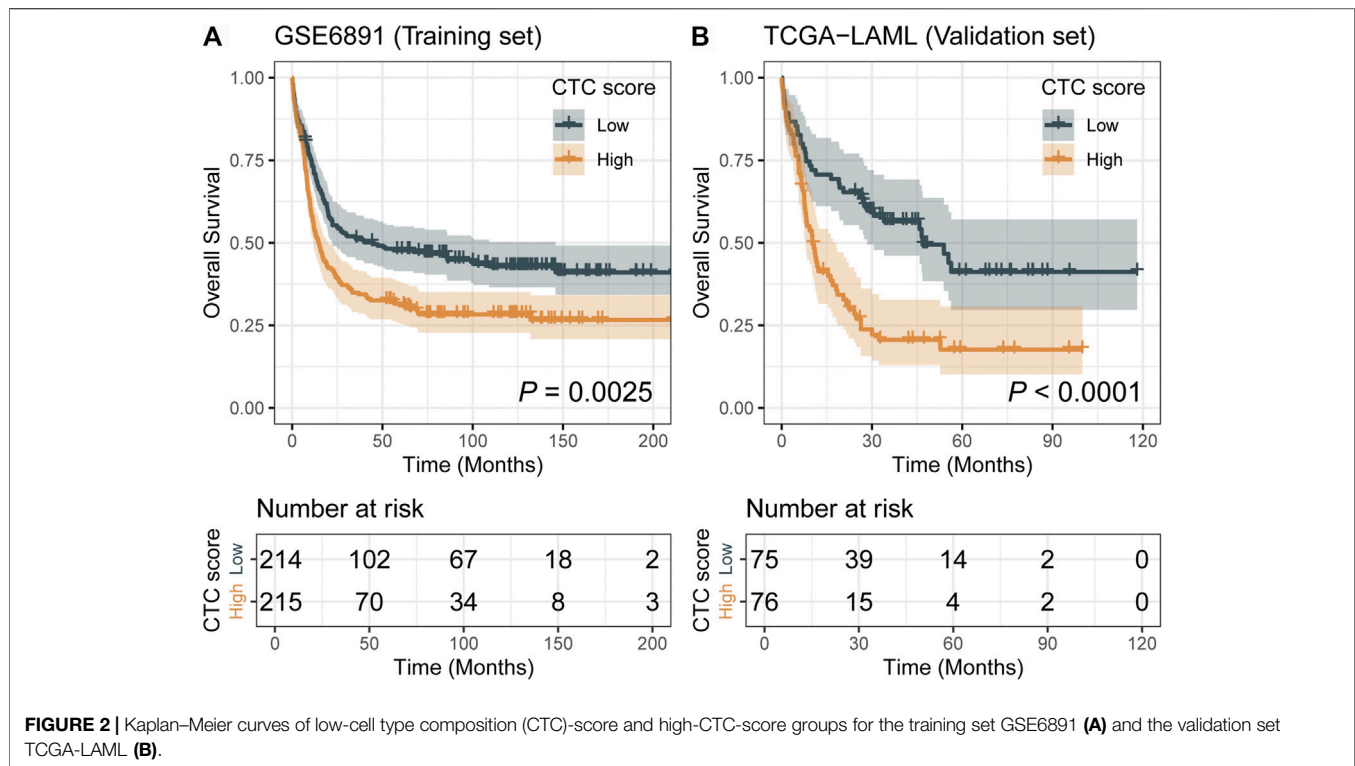 A GSE6891 (Training set)
1.00
0.75
0.50
0.25
0.00
Overall Survival
CTC score
Low
High
P = 0.0025
0 50 100 150 200
Time (Months)
Number at risk
CTC score
Low 214 102 67 18 2
High 215 70 34 8 3
0 50 100 150 200
Time (Months)
B TCGA−LAML (Validation set)
1.00
0.75
0.50
0.25
0.00
Overall Survival
CTC score
Low
High
P < 0.0001
0 30 60 90 120
Time (Months)
Number at risk
CTC score
Low 75 39 14 2 0
High 76 15 4 2 0
0 30 60 90 120
Time (Months)
FIGURE 2 | Kaplan–Meier curves of low-cell type composition (CTC)-score and high-CTC-score groups for the training set GSE6891 (A) and the validation set
TCGA-LAML (B).